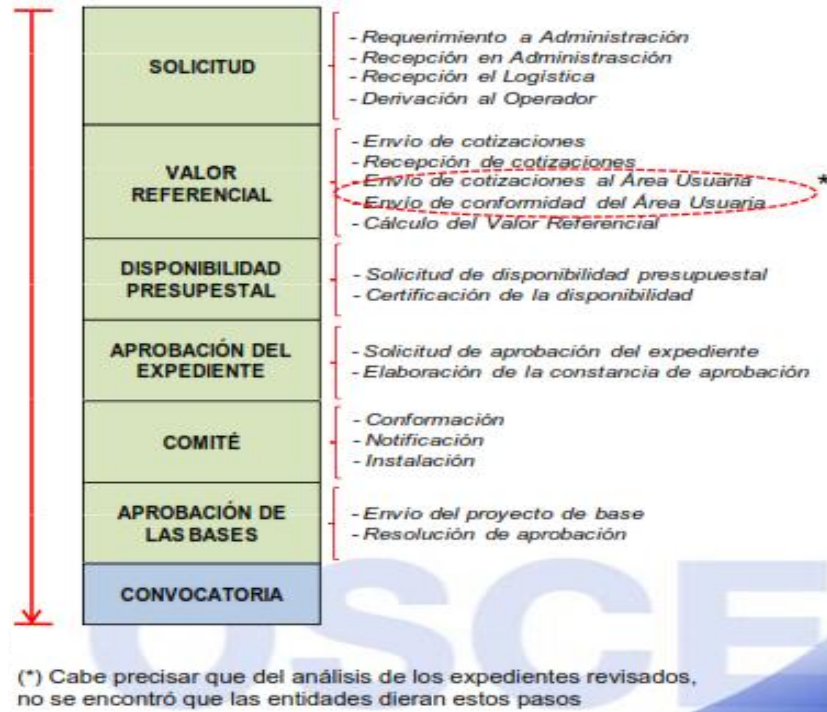 SOLICITUD
- Requerimiento a Administración
- Recepción en Administrasción
- Recepción el Logística
- Derivación al Operador
VALOR
REFERENCIAL
- Envío de cotizaciones
- Recepción de cotizaciones
- Envío de cotizaciones al Área Usuaria
- Envío de conformidad del Área Usuaria
- Cálculo del Valor Referencial
*
DISPONIBILIDAD
PRESUPESTAL
- Solicitud de disponibilidad presupuestal
- Certificación de la disponibilidad
APROBACIÓN DEL
EXPEDIENTE
- Solicitud de aprobación del expediente
- Elaboración de la constancia de aprobación
COMITÉ
- Conformación
- Notificación
- Instalación
APROBACIÓN DE
LAS BASES
- Envío del proyecto de base
- Resolución de aprobación
CONVOCATORIA
OSCE
(*) Cabe precisar que del análisis de los expedientes revisados,
no se encontró que las entidades dieran estos pasos